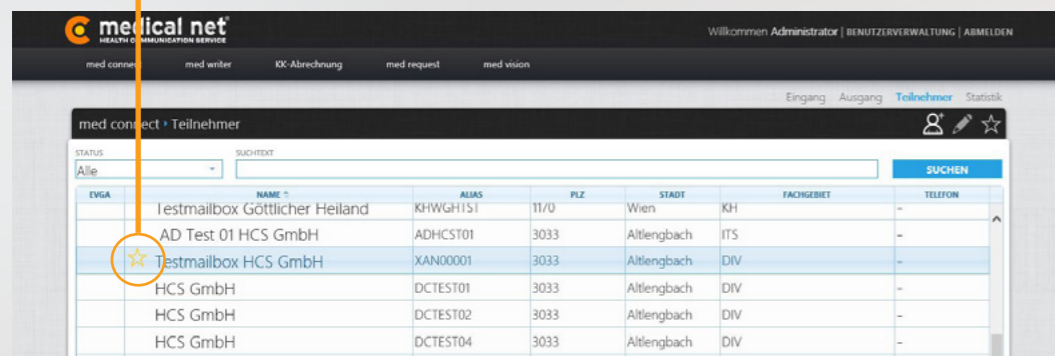 medical net
HEALTH COMMUNICATION SERVICE
Willkommen Administrator | BENUTZERVERWALTUNG | ABMELDEN
med connect med writer KK-Abrechnung med request med vision
Eingang Ausgang Teilnehmer Statistik
med connect › Teilnehmer
STATUS SUCHTEXT
Alle SUCHEN
EVGA NAME ALIAS PLZ STADT FACHGEBIET TELEFON
Testmailbox Göttlicher Heiland KHWGHTST 1170 Wien KH -
AD Test 01 HCS GmbH ADHCST01 3033 Altlengbach ITS -
Testmailbox HCS GmbH XAN00001 3033 Altlengbach DIV -
HCS GmbH DCTEST01 3033 Altlengbach DIV -
HCS GmbH DCTEST02 3033 Altlengbach DIV -
HCS GmbH DCTEST04 3033 Altlengbach DIV -